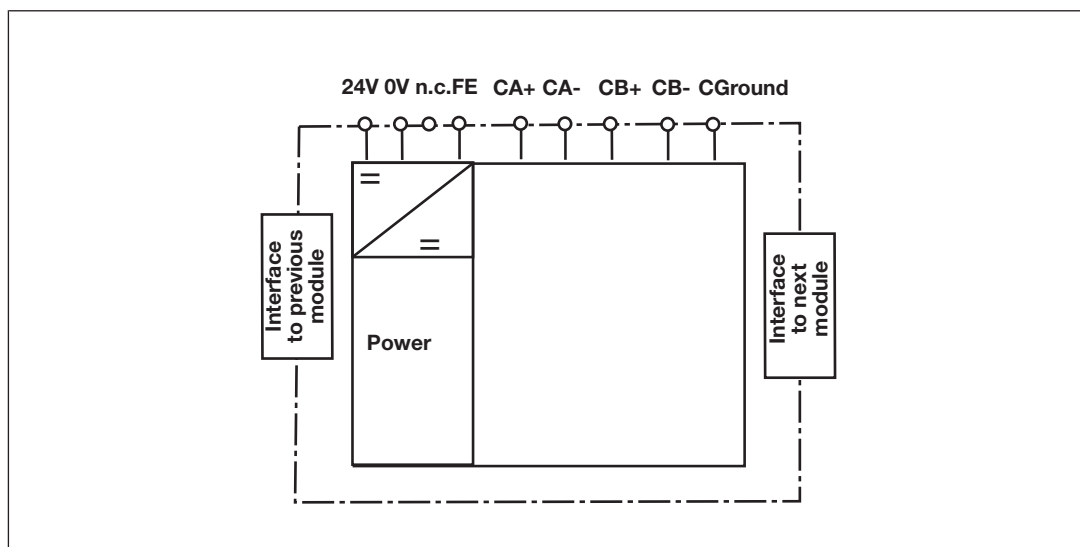 24V 0V n.c.FE CA+ CA- CB+ CB- CGround
Interface
to previous
module
Power
Interface
to next
module